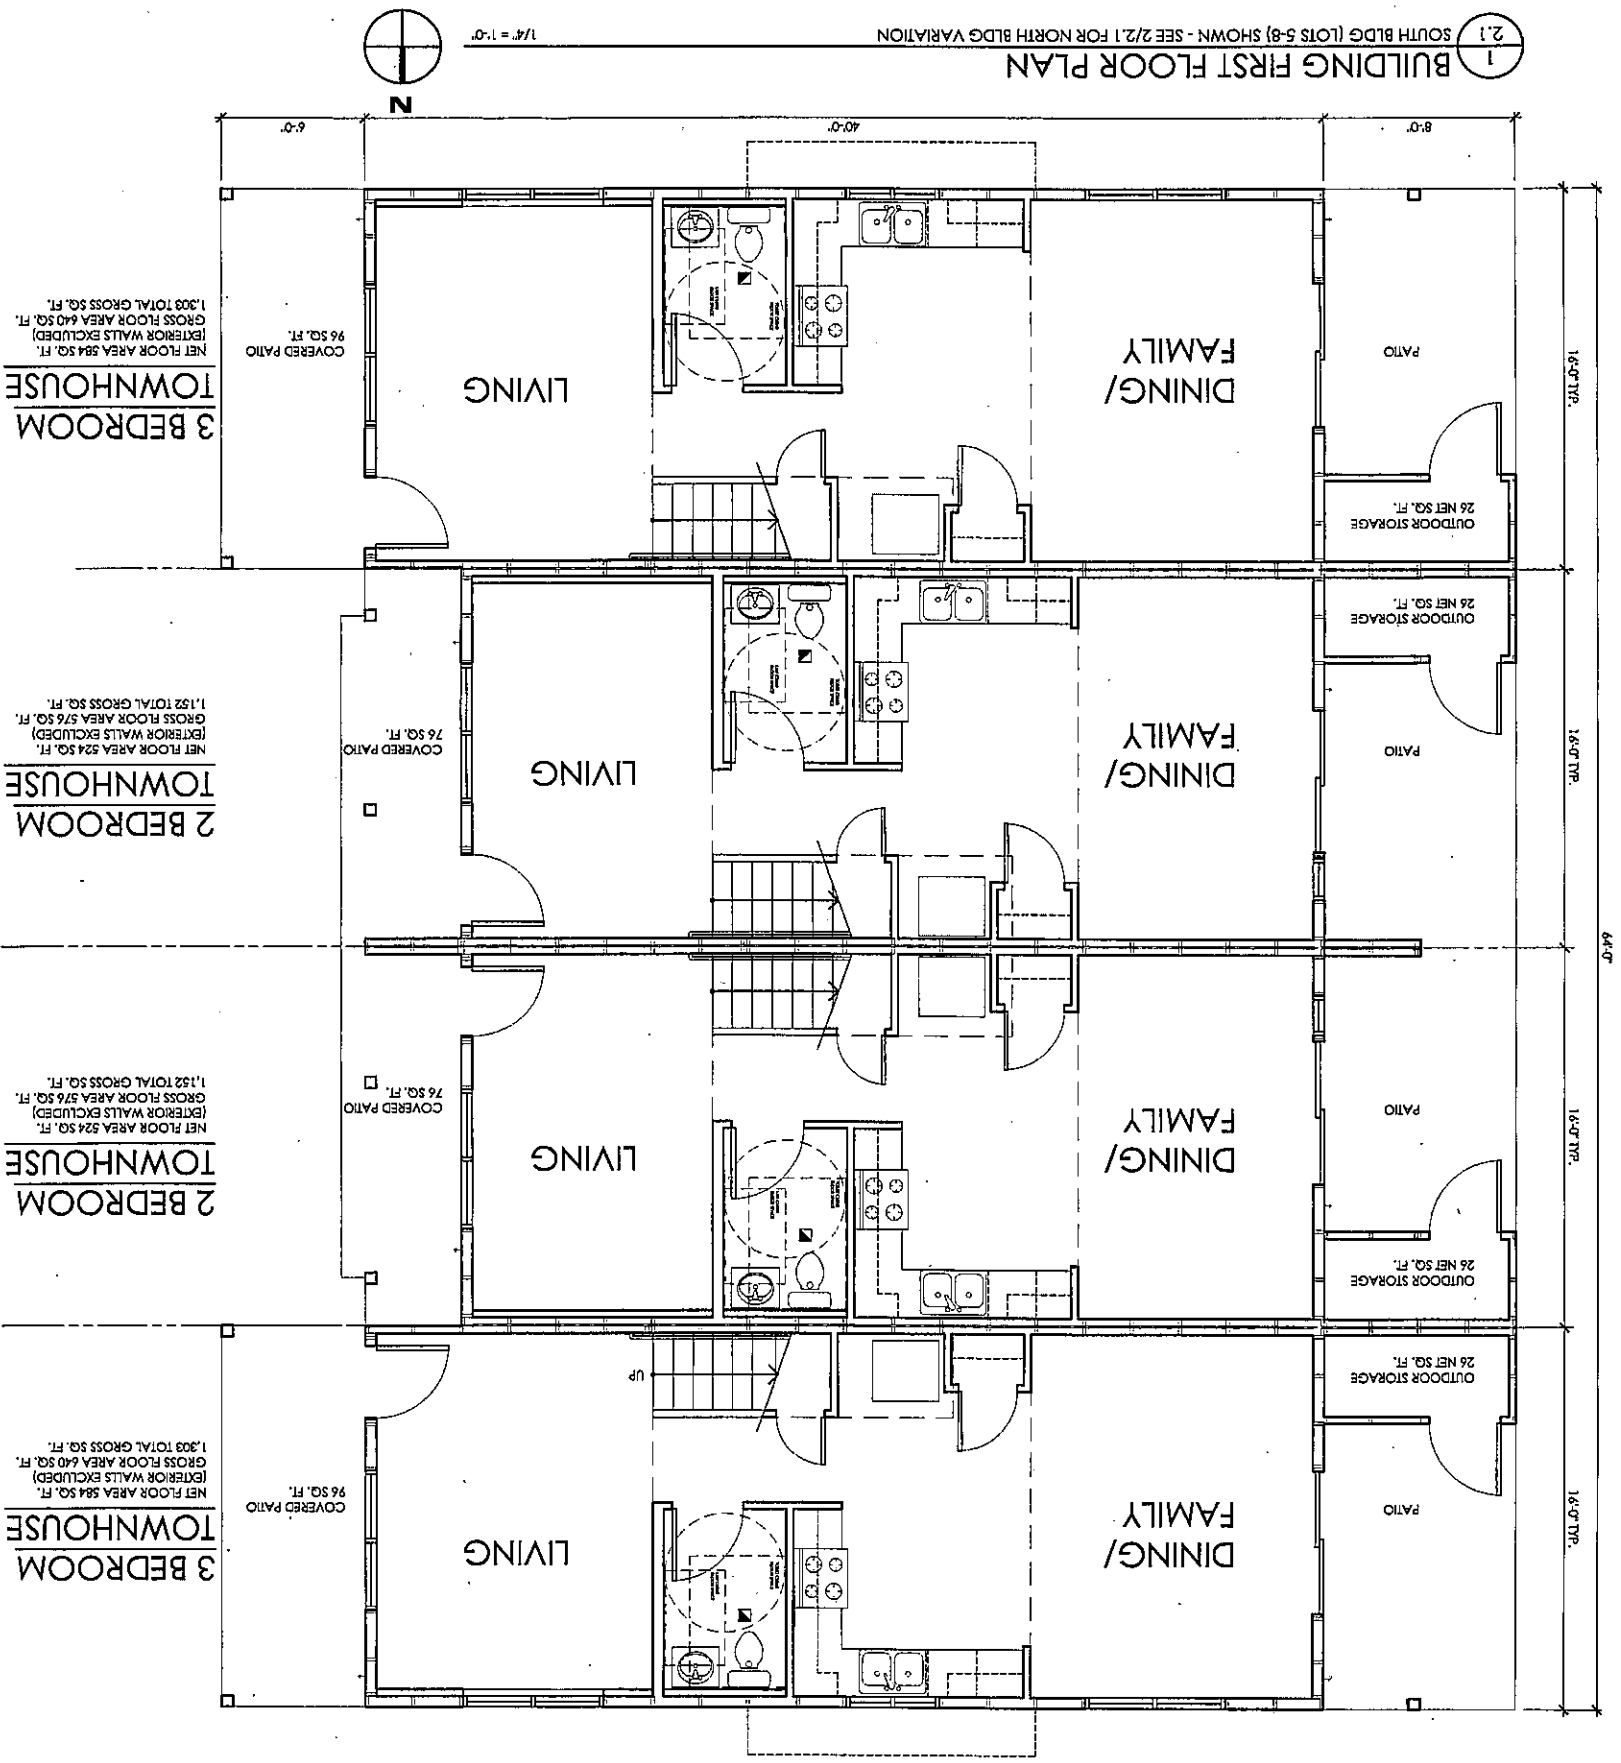 3 BEDROOM
TOWNHOUSE
NET FLOOR AREA 584 SQ. FT.
(EXTERIOR WALLS EXCLUDED)
GROSS FLOOR AREA 640 SQ. FT.
1,303 TOTAL GROSS SQ. FT.
16'-0" TYP.
PATIO
DINING/
FAMILY
LIVING
COVERED PATIO
96 SQ. FT.
OUTDOOR STORAGE
26 NET SQ. FT.
UP
OUTDOOR STORAGE
26 NET SQ. FT.
2 BEDROOM
TOWNHOUSE
NET FLOOR AREA 524 SQ. FT.
(EXTERIOR WALLS EXCLUDED)
GROSS FLOOR AREA 576 SQ. FT.
1,152 TOTAL GROSS SQ. FT.
16'-0" TYP.
PATIO
DINING/
FAMILY
LIVING
COVERED PATIO
76 SQ. FT.
64'-0"
2 BEDROOM
TOWNHOUSE
NET FLOOR AREA 524 SQ. FT.
(EXTERIOR WALLS EXCLUDED)
GROSS FLOOR AREA 576 SQ. FT.
1,152 TOTAL GROSS SQ. FT.
16'-0" TYP.
PATIO
DINING/
FAMILY
LIVING
COVERED PATIO
76 SQ. FT.
OUTDOOR STORAGE
26 NET SQ. FT.
OUTDOOR STORAGE
26 NET SQ. FT.
3 BEDROOM
TOWNHOUSE
NET FLOOR AREA 584 SQ. FT.
(EXTERIOR WALLS EXCLUDED)
GROSS FLOOR AREA 640 SQ. FT.
1,303 TOTAL GROSS SQ. FT.
16'-0" TYP.
PATIO
DINING/
FAMILY
LIVING
COVERED PATIO
96 SQ. FT.
8'-0"
40'-0"
6'-0"
N
1
2.1
BUILDING FIRST FLOOR PLAN
SOUTH BLDG (LOTS 5-8) SHOWN - SEE 2/2.1 FOR NORTH BLDG VARIATION
1/4" = 1'-0"